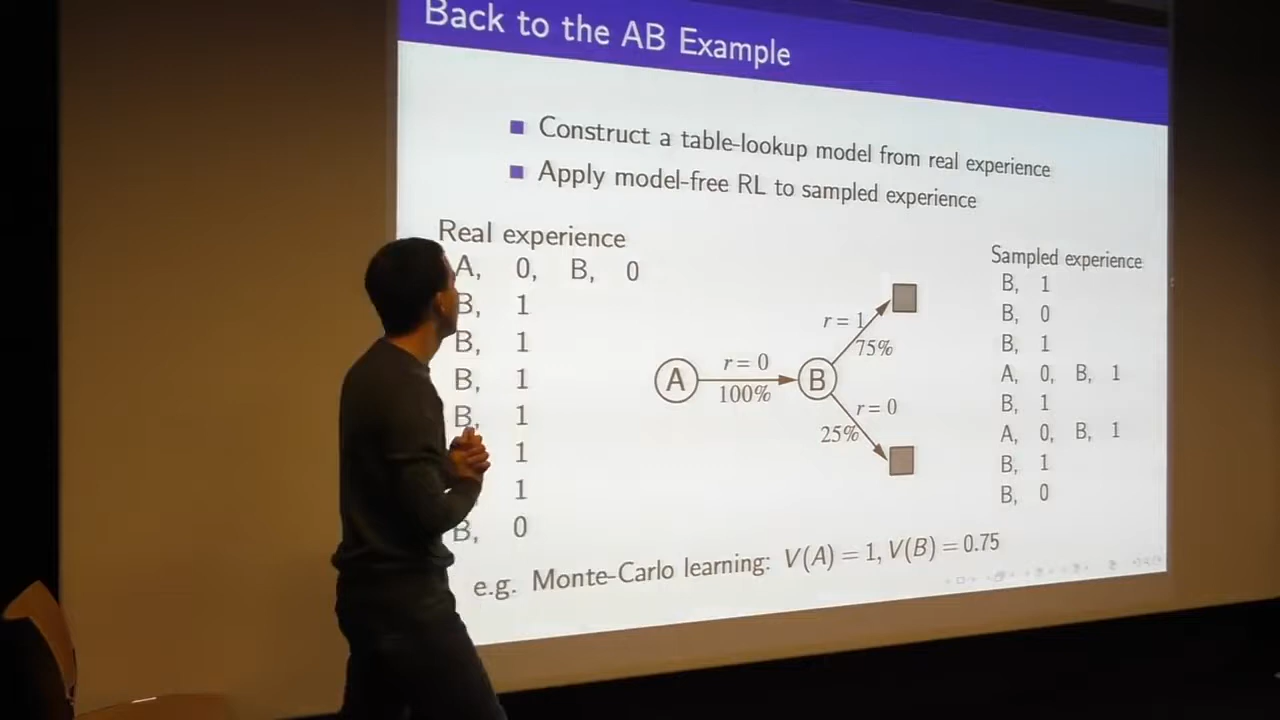 Back to the AB Example
Construct a table-lookup model from real experience
Apply model-free RL to sampled experience
Real experience
A, 0, B, 0
B, 1
B, 1
B, 1
B, 1
1
1
B, 0
r = 0
100%
A
B
r = 1
75%
r = 0
25%
Sampled experience
B, 1
B, 0
B, 1
A, 0, B, 1
B, 1
A, 0, B, 1
B, 1
B, 0
e.g. Monte-Carlo learning: V(A) = 1, V(B) = 0.75